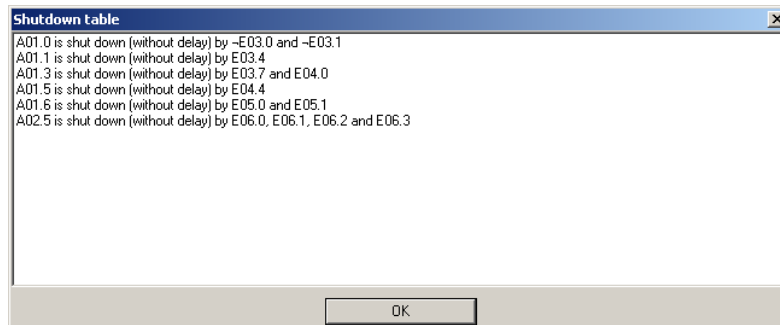 Shutdown table
A01.0 is shut down (without delay) by ¬E03.0 and ¬E03.1
A01.1 is shut down (without delay) by E03.4
A01.3 is shut down (without delay) by E03.7 and E04.0
A01.5 is shut down (without delay) by E04.4
A01.6 is shut down (without delay) by E05.0 and E05.1
A02.5 is shut down (without delay) by E06.0, E06.1, E06.2 and E06.3
OK